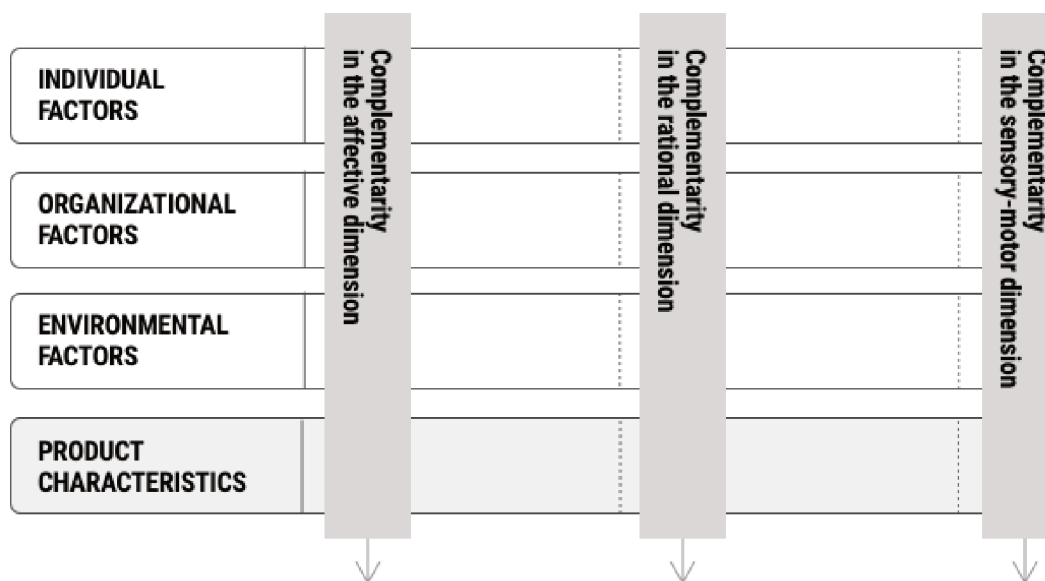 INDIVIDUAL
FACTORS
ORGANIZATIONAL
FACTORS
ENVIRONMENTAL
FACTORS
PRODUCT
CHARACTERISTICS
Complementarity
in the affective dimension
Complementarity
in the rational dimension
Complementarity
in the sensory-motor dimension